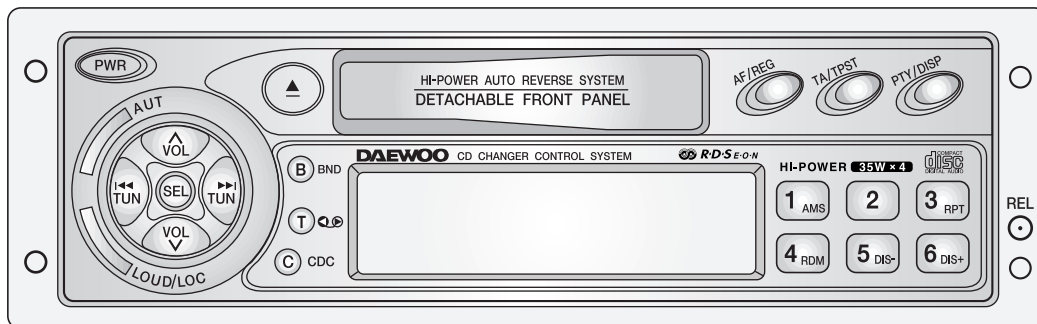 PWR
AUT
VOL
TUN
SEL
TUN
VOL
LOUD/LOC
HI-POWER AUTO REVERSE SYSTEM
DETACHABLE FRONT PANEL
AF/REG
TA/TPST
PTY/DISP
B BND
T
C CDC
DAEWOO CD CHANGER CONTROL SYSTEM
R·D·S E·O·N
HI-POWER 35W × 4
COMPACT
disc
DIGITAL AUDIO
1 AMS
2
3 RPT
4 RDM
5 DIS-
6 DIS+
REL